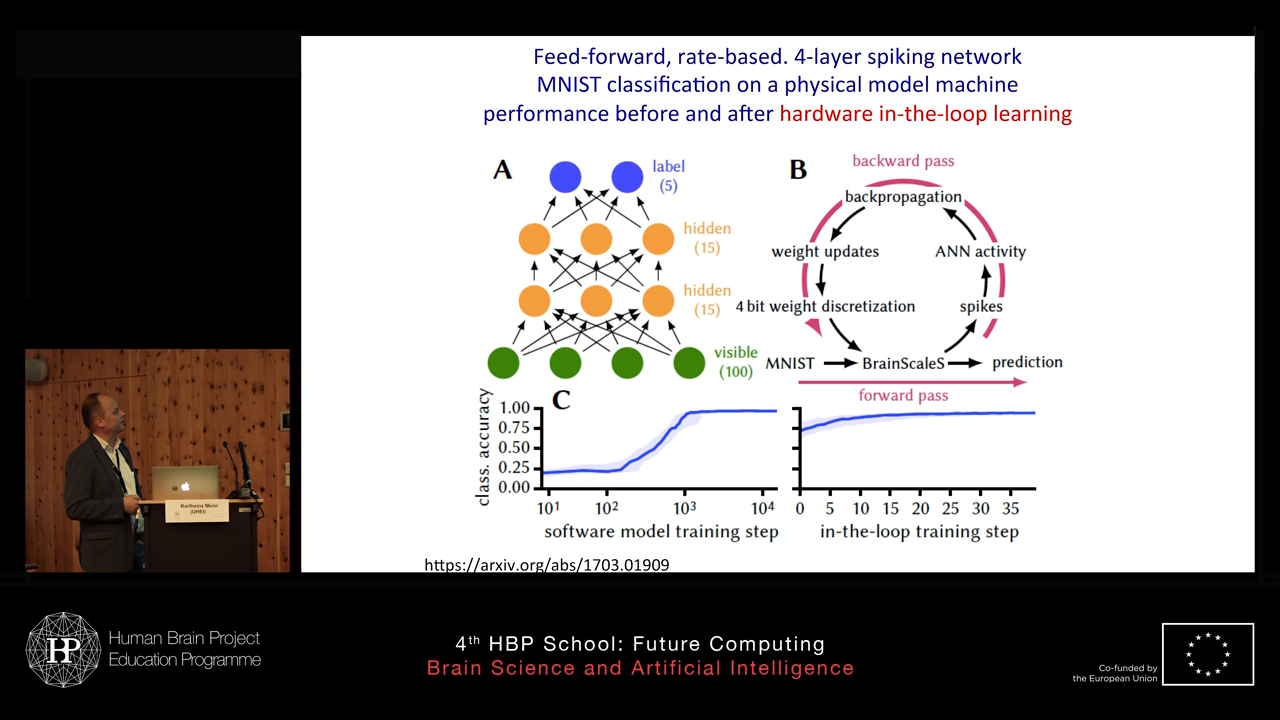 Feed-forward, rate-based. 4-layer spiking network
MNIST classification on a physical model machine
performance before and after hardware in-the-loop learning
A
label
(5)
hidden
(15)
hidden
(15)
visible
(100)
B
backward pass
backpropagation
weight updates
ANN activity
4 bit weight discretization
spikes
MNIST
BrainScaleS
prediction
forward pass
C
class. accuracy
1.00
0.75
0.50
0.25
0.00
10¹ 10² 10³ 10⁴
software model training step
0 5 10 15 20 25 30 35
in-the-loop training step
https://arxiv.org/abs/1703.01909
Karlheinz Meier
(UHEI)
HBP
Human Brain Project
Education Programme
4th HBP School: Future Computing
Brain Science and Artificial Intelligence
Co-funded by
the European Union